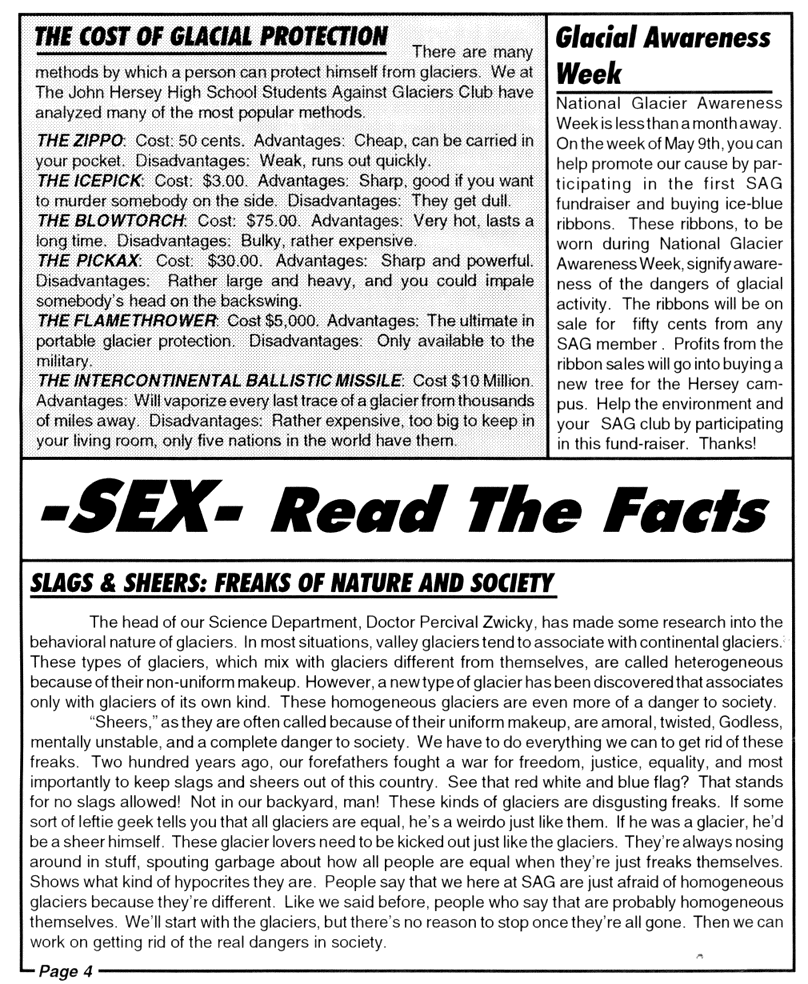 THE COST OF GLACIAL PROTECTION
There are many
methods by which a person can protect himself from glaciers. We at
The John Hersey High School Students Against Glaciers Club have
analyzed many of the most popular methods.
THE ZIPPO: Cost: 50 cents. Advantages: Cheap, can be carried in
your pocket. Disadvantages: Weak, runs out quickly.
THE ICEPICK: Cost: $3.00. Advantages: Sharp, good if you want
to murder somebody on the side. Disadvantages: They get dull.
THE BLOWTORCH: Cost: $75.00. Advantages: Very hot, lasts a
long time. Disadvantages: Bulky, rather expensive.
THE PICKAX: Cost: $30.00. Advantages: Sharp and powerful.
Disadvantages: Rather large and heavy, and you could impale
somebody's head on the backswing.
THE FLAMETHROWER: Cost $5,000. Advantages: The ultimate in
portable glacier protection. Disadvantages: Only available to the
military.
THE INTERCONTINENTAL BALLISTIC MISSILE: Cost $10 Million.
Advantages: Will vaporize every last trace of a glacier from thousands
of miles away. Disadvantages: Rather expensive, too big to keep in
your living room, only five nations in the world have them.
Glacial Awareness
Week
National Glacier Awareness
Week is less than a month away.
On the week of May 9th, you can
help promote our cause by par-
ticipating in the first SAG
fundraiser and buying ice-blue
ribbons. These ribbons, to be
worn during National Glacier
Awareness Week, signify aware-
ness of the dangers of glacial
activity. The ribbons will be on
sale for fifty cents from any
SAG member . Profits from the
ribbon sales will go into buying a
new tree for the Hersey cam-
pus. Help the environment and
your SAG club by participating
in this fund-raiser. Thanks!
-SEX- Read The Facts
SLAGS & SHEERS: FREAKS OF NATURE AND SOCIETY
The head of our Science Department, Doctor Percival Zwicky, has made some research into the
behavioral nature of glaciers. In most situations, valley glaciers tend to associate with continental glaciers.
These types of glaciers, which mix with glaciers different from themselves, are called heterogeneous
because of their non-uniform makeup. However, a new type of glacier has been discovered that associates
only with glaciers of its own kind. These homogeneous glaciers are even more of a danger to society.
"Sheers," as they are often called because of their uniform makeup, are amoral, twisted, Godless,
mentally unstable, and a complete danger to society. We have to do everything we can to get rid of these
freaks. Two hundred years ago, our forefathers fought a war for freedom, justice, equality, and most
importantly to keep slags and sheers out of this country. See that red white and blue flag? That stands
for no slags allowed! Not in our backyard, man! These kinds of glaciers are disgusting freaks. If some
sort of leftie geek tells you that all glaciers are equal, he's a weirdo just like them. If he was a glacier, he'd
be a sheer himself. These glacier lovers need to be kicked out just like the glaciers. They're always nosing
around in stuff, spouting garbage about how all people are equal when they're just freaks themselves.
Shows what kind of hypocrites they are. People say that we here at SAG are just afraid of homogeneous
glaciers because they're different. Like we said before, people who say that are probably homogeneous
themselves. We'll start with the glaciers, but there's no reason to stop once they're all gone. Then we can
work on getting rid of the real dangers in society.
Page 4